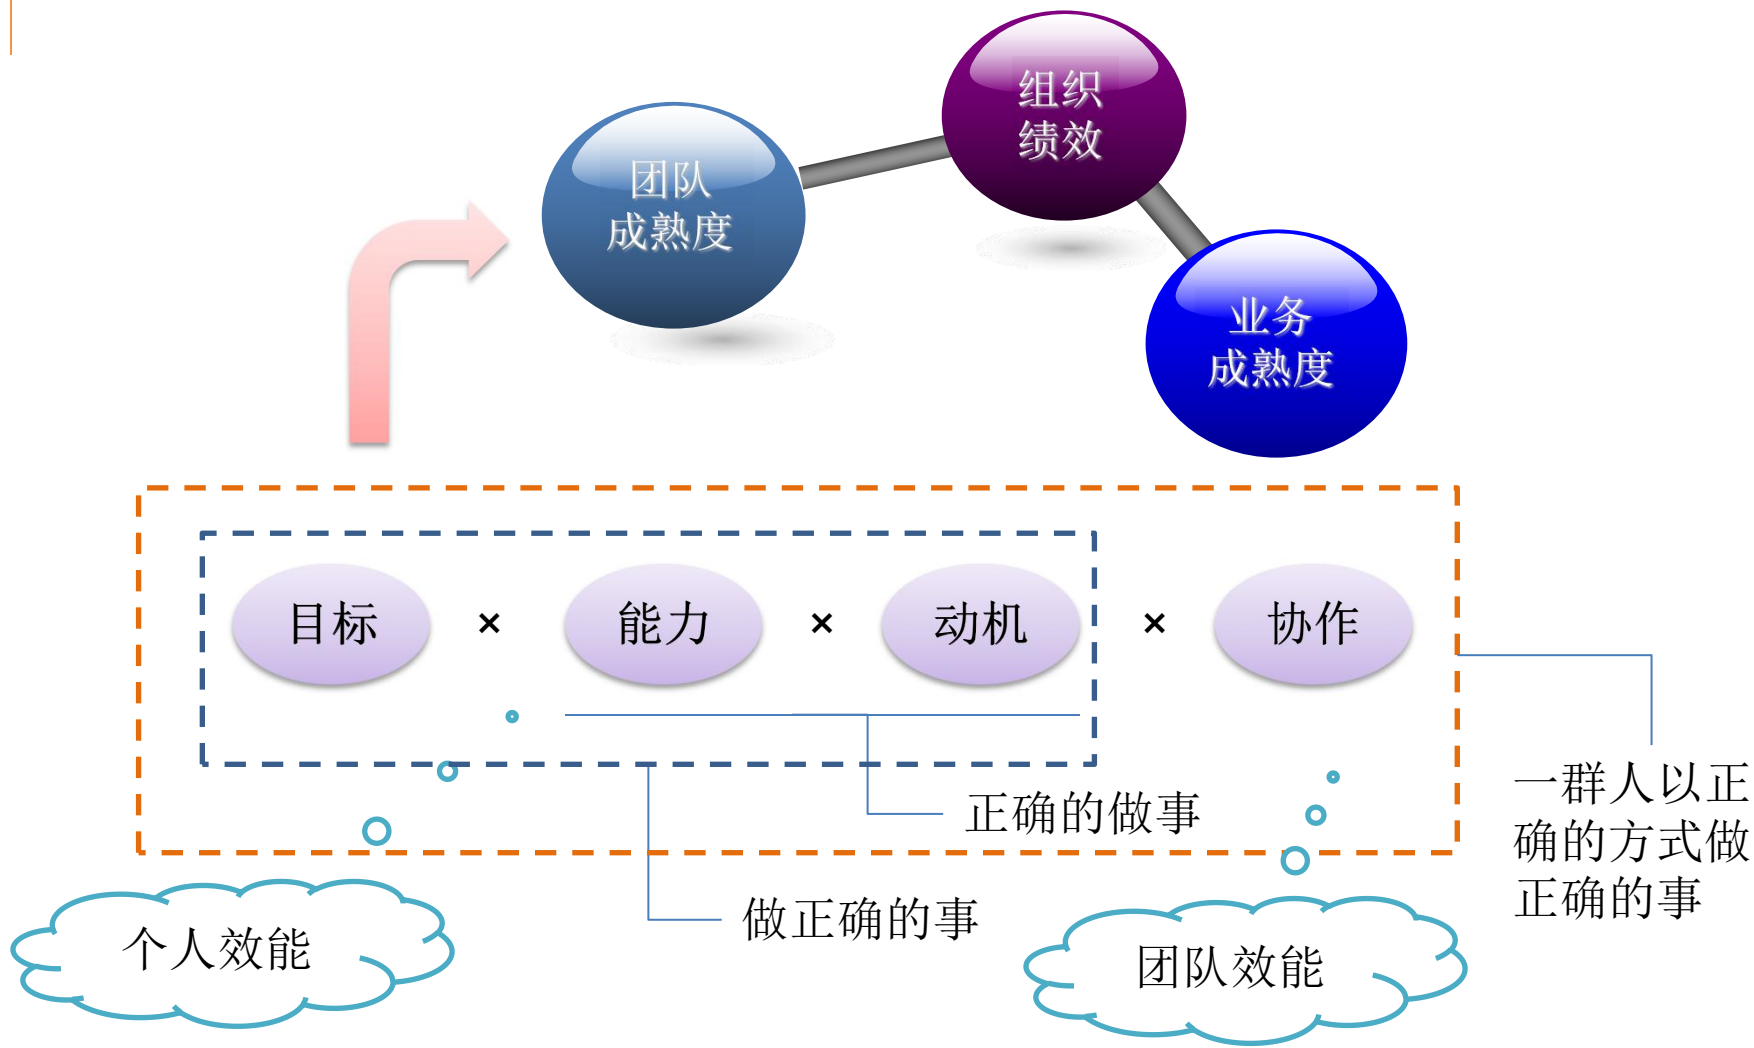 组织
绩效
团队
成熟度
业务
成熟度
目标 × 能力 × 动机 × 协作
正确的做事
做正确的事
一群人以正
确的方式做
正确的事
个人效能
团队效能